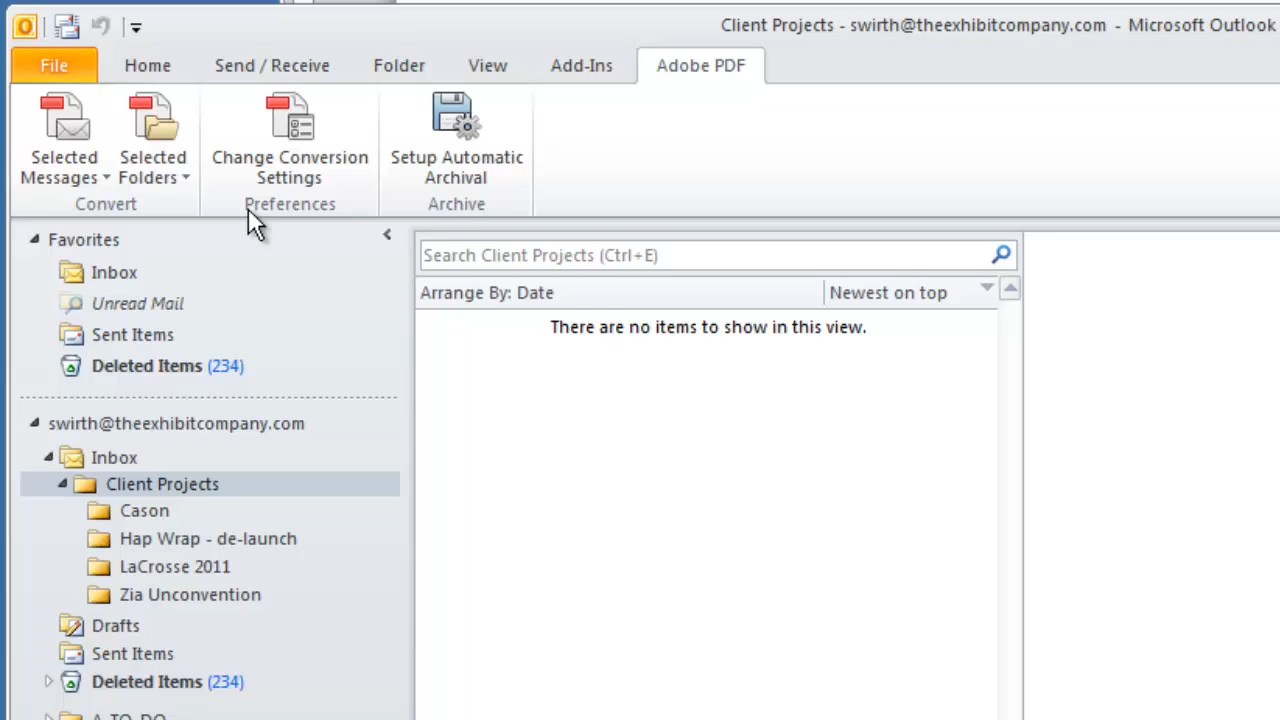 Client Projects - swirth@theexhibitcompany.com - Microsoft Outlook
File Home Send / Receive Folder View Add-Ins Adobe PDF
Selected Messages
Selected Folders
Change Conversion Settings
Setup Automatic Archival
Convert Preferences Archive
Favorites
Inbox
Unread Mail
Sent Items
Deleted Items (234)
swirth@theexhibitcompany.com
Inbox
Client Projects
Cason
Hap Wrap - de-launch
LaCrosse 2011
Zia Unconvention
Drafts
Sent Items
Deleted Items (234)
A-TO-DO
Search Client Projects (Ctrl+E)
Arrange By: Date Newest on top
There are no items to show in this view.